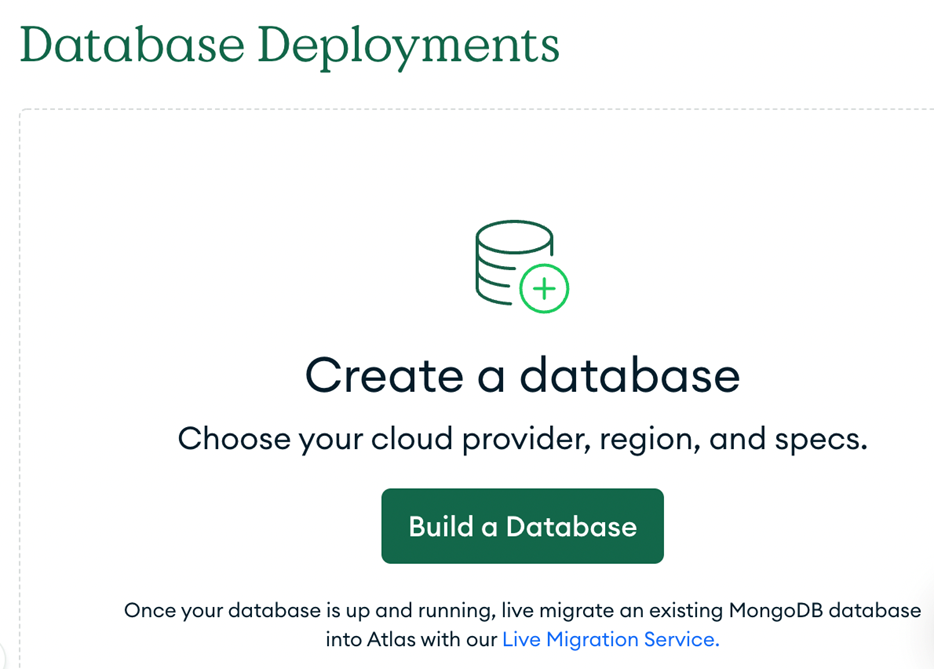 Database Deployments
Create a database
Choose your cloud provider, region, and specs.
Build a Database
Once your database is up and running, live migrate an existing MongoDB database
into Atlas with our Live Migration Service.